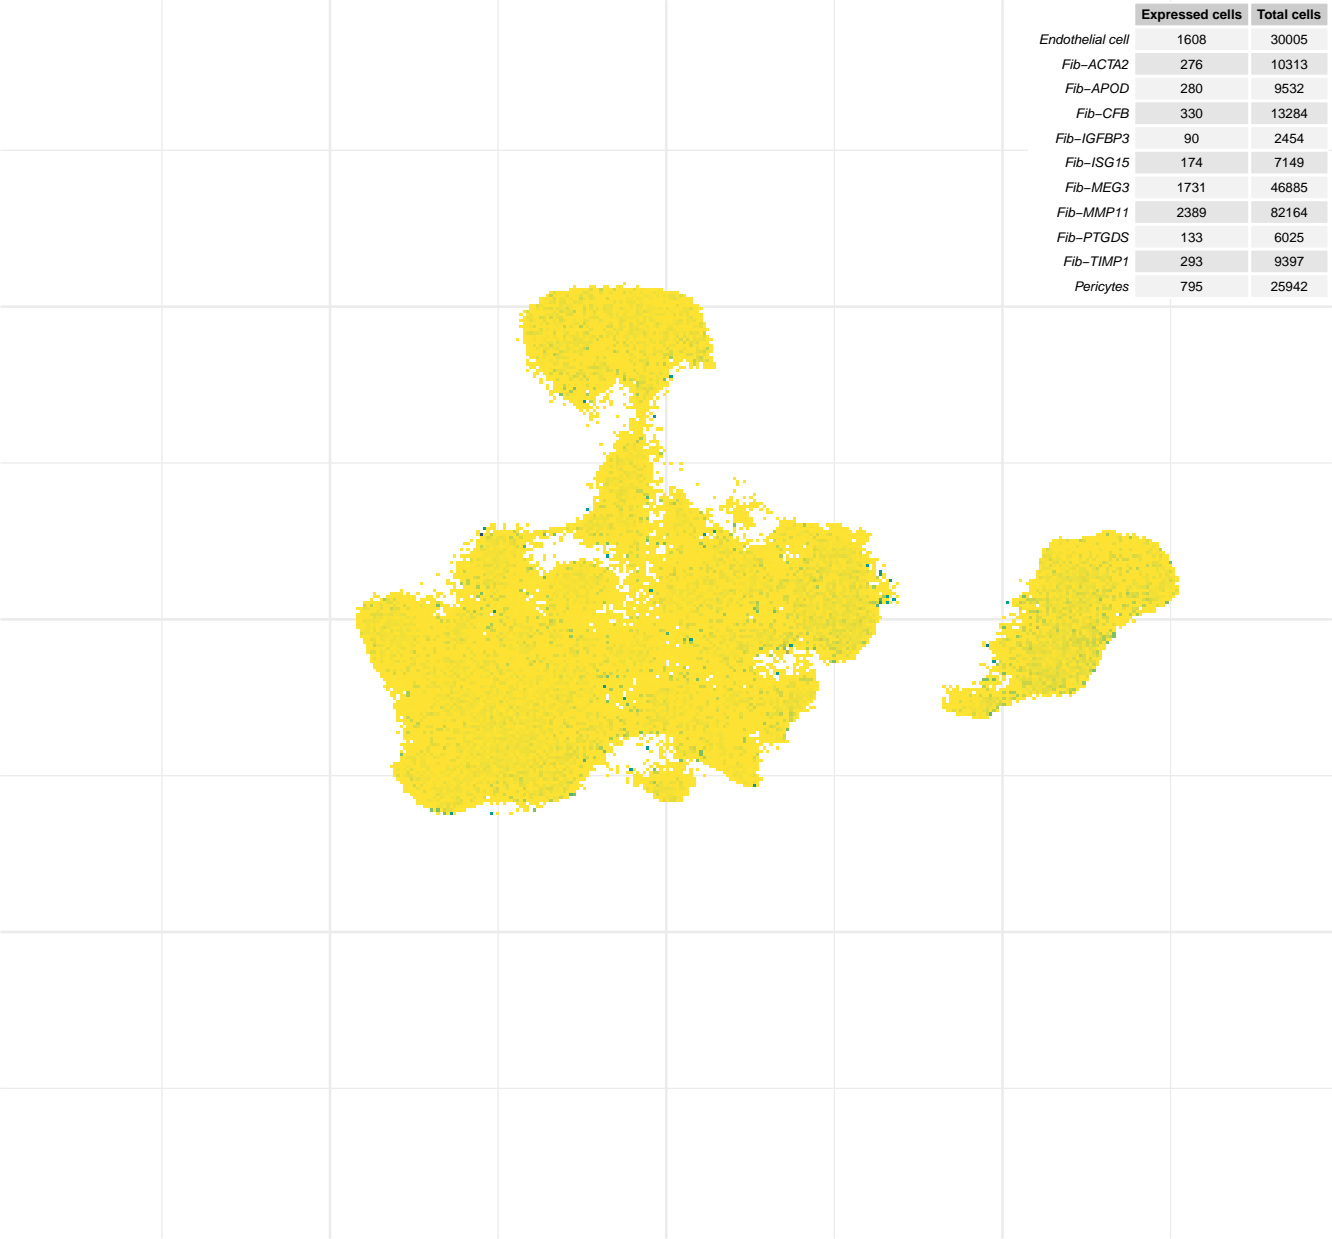 Expressed cells Total cells
Endothelial cell 1608 30005
Fib−ACTA2 276 10313
Fib−APOD 280 9532
Fib−CFB 330 13284
Fib−IGFBP3 90 2454
Fib−ISG15 174 7149
Fib−MEG3 1731 46885
Fib−MMP11 2389 82164
Fib−PTGDS 133 6025
Fib−TIMP1 293 9397
Pericytes 795 25942